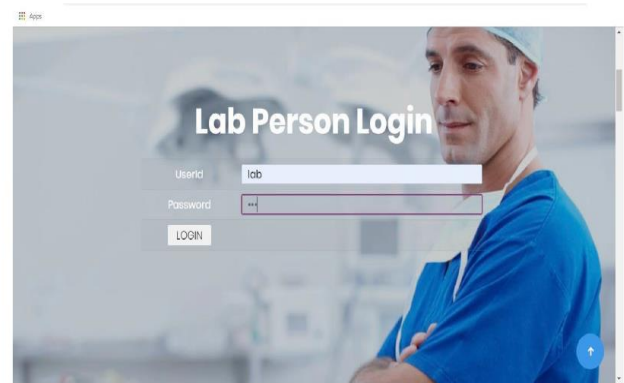 Apps
Lab Person Login
UserId lab
Password •••
LOGIN